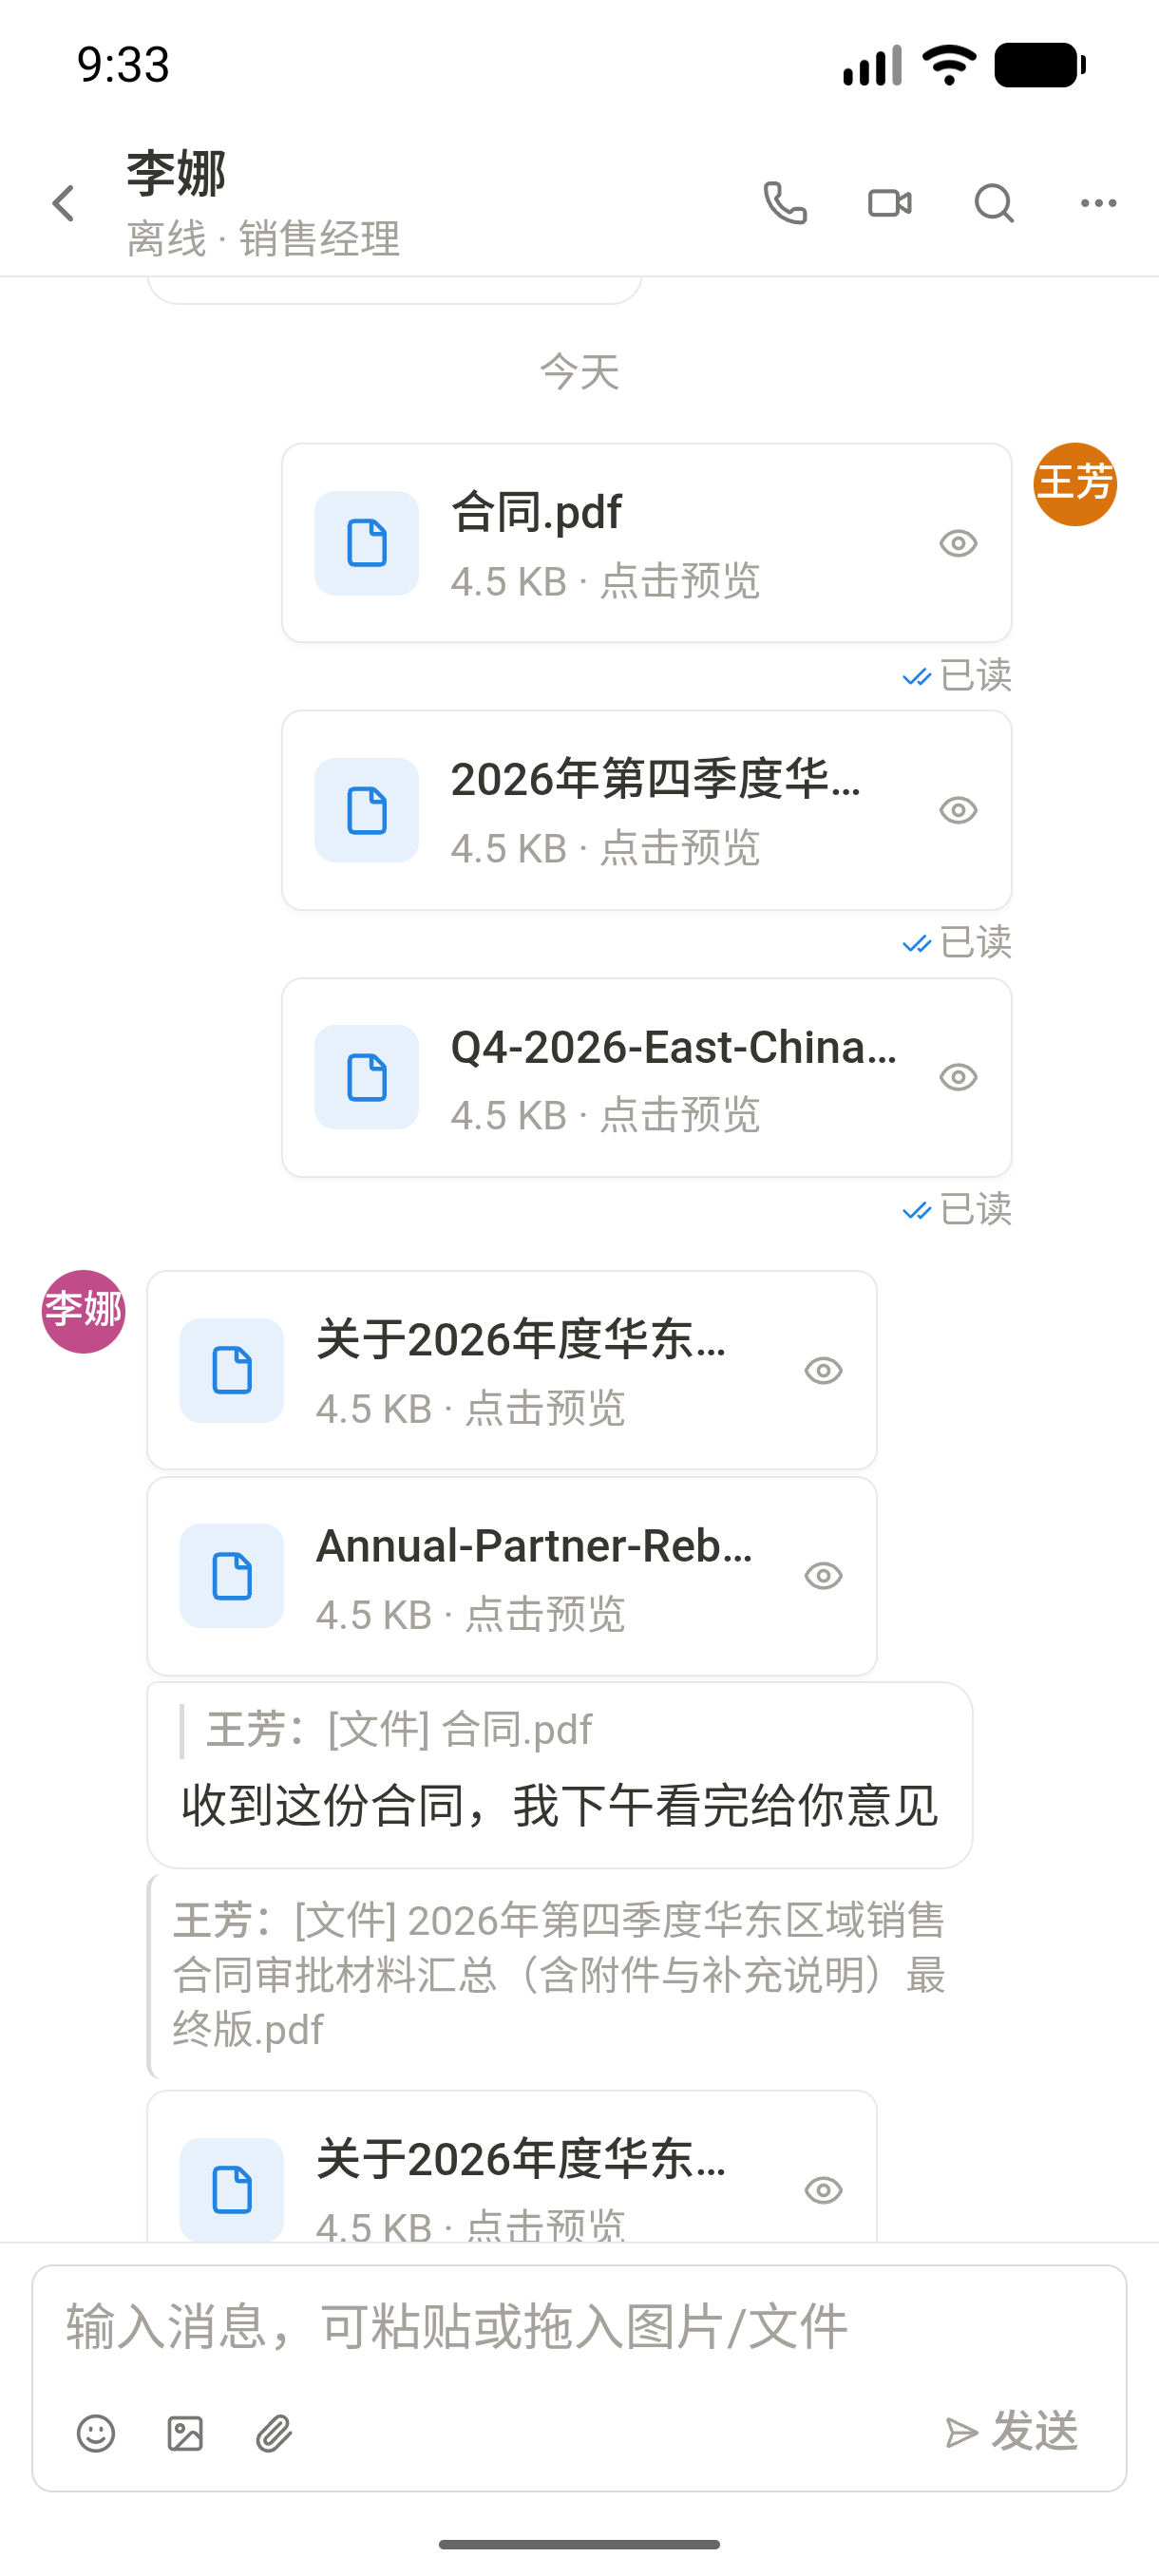 9:33
李娜
离线 · 销售经理
今天
王芳
合同.pdf
4.5 KB · 点击预览
已读
2026年第四季度华…
4.5 KB · 点击预览
已读
Q4-2026-East-China…
4.5 KB · 点击预览
已读
李娜
关于2026年度华东…
4.5 KB · 点击预览
Annual-Partner-Reb…
4.5 KB · 点击预览
王芳：[文件] 合同.pdf
收到这份合同，我下午看完给你意见
王芳：[文件] 2026年第四季度华东区域销售
合同审批材料汇总（含附件与补充说明）最
终版.pdf
关于2026年度华东…
4.5 KB · 点击预览
输入消息，可粘贴或拖入图片/文件
发送